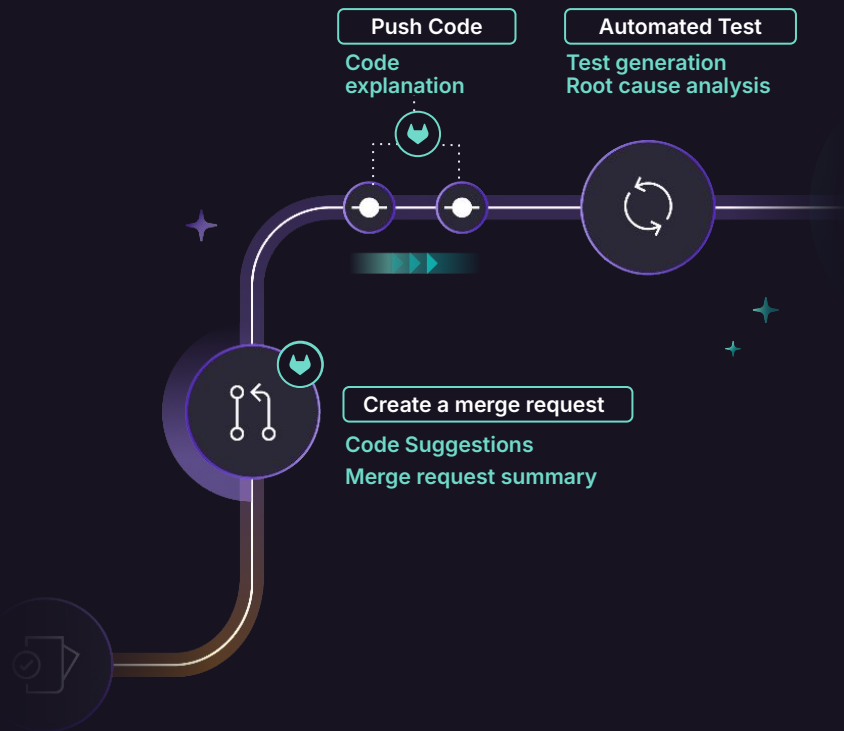 Push Code
Code
explanation
Automated Test
Test generation
Root cause analysis
Create a merge request
Code Suggestions
Merge request summary